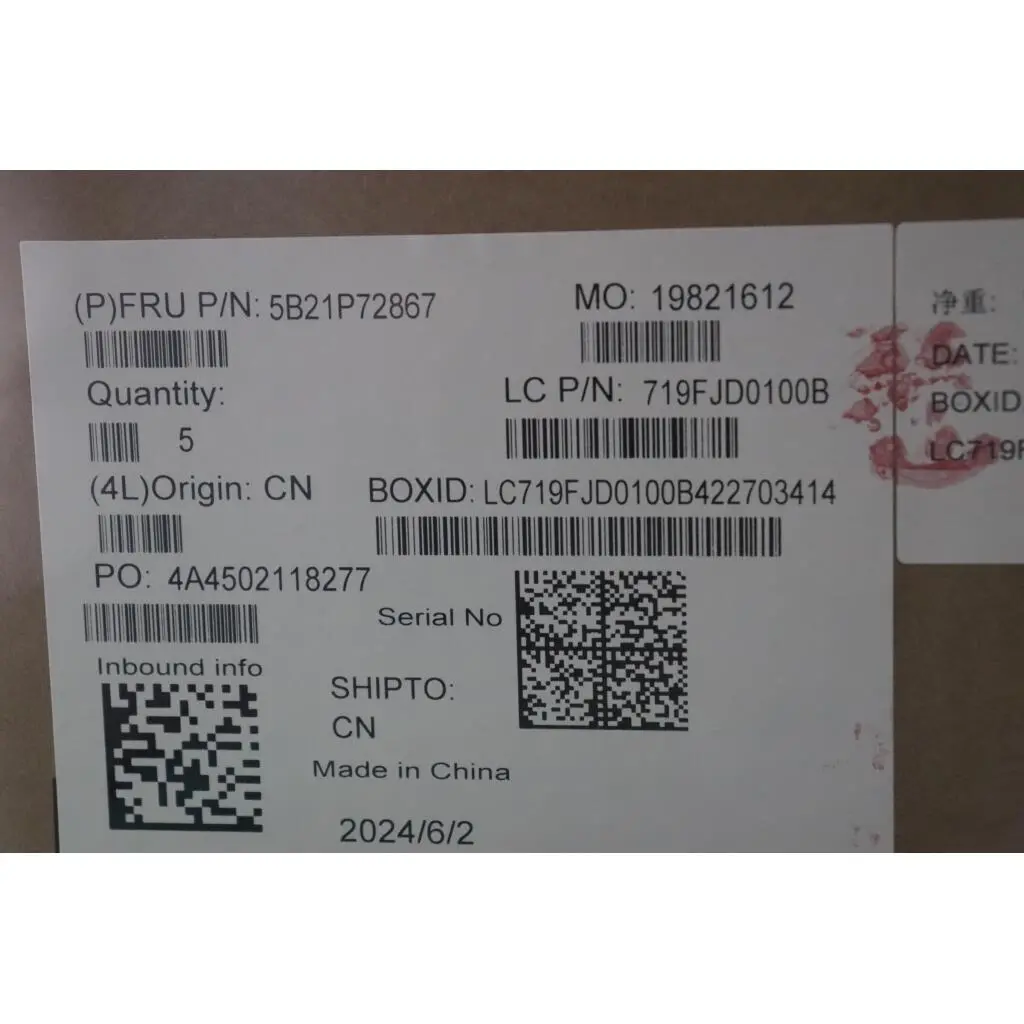 (P)FRU P/N: 5B21P72867
MO: 19821612
Quantity:
5
LC P/N: 719FJD0100B
(4L)Origin: CN
BOXID: LC719FJD0100B422703414
PO: 4A4502118277
Serial No
Inbound info
SHIPTO:
CN
Made in China
2024/6/2
净重:
DATE:
BOXID
LC719F